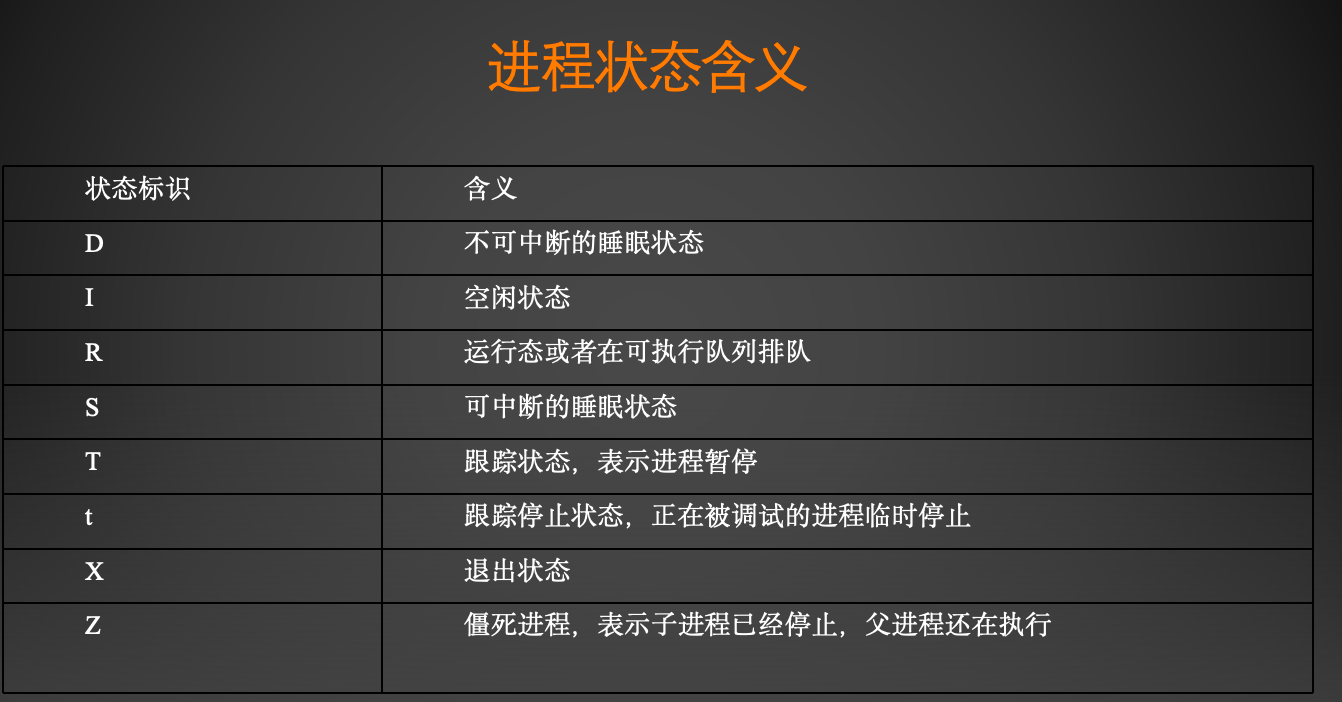 进程状态含义
状态标识 含义
D 不可中断的睡眠状态
I 空闲状态
R 运行态或者在可执行队列排队
S 可中断的睡眠状态
T 跟踪状态，表示进程暂停
t 跟踪停止状态，正在被调试的进程临时停止
X 退出状态
Z 僵死进程，表示子进程已经停止，父进程还在执行